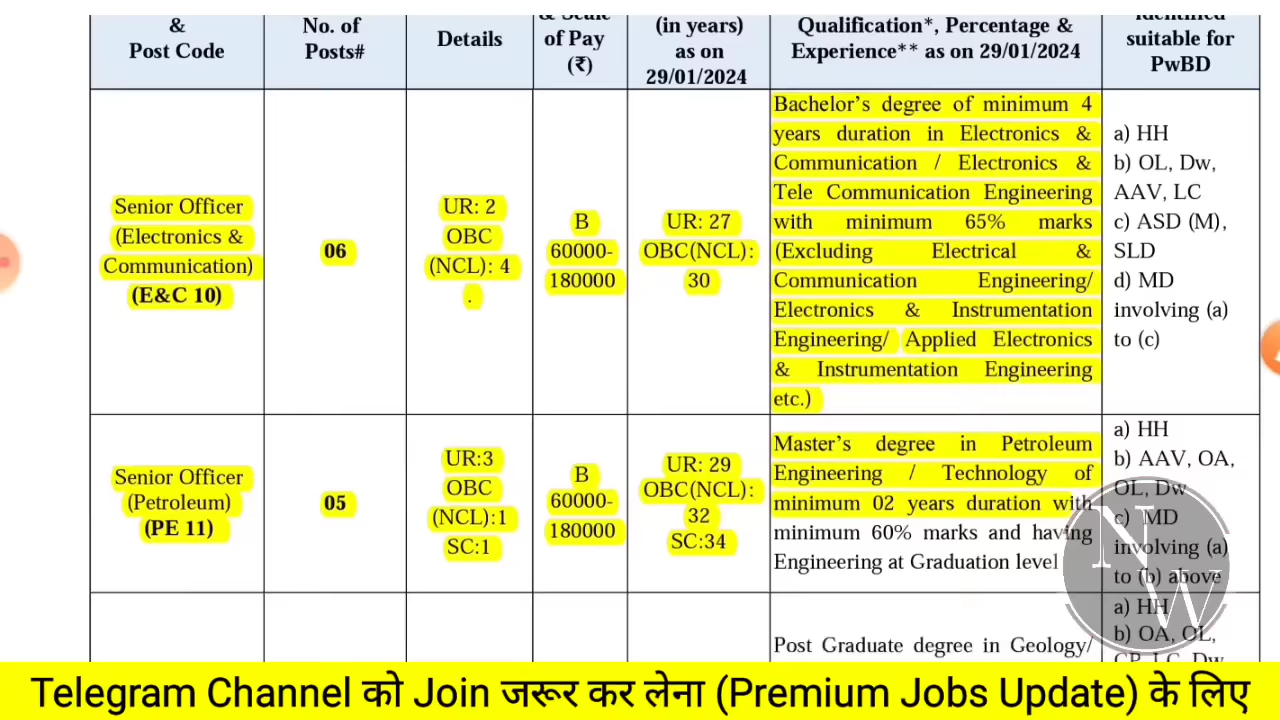 &
Post Code
No. of
Posts#
Details
& Scale
of Pay
(₹)
(in years)
as on
29/01/2024
Qualification*, Percentage &
Experience** as on 29/01/2024
Identified
suitable for
PwBD
Senior Officer
(Electronics &
Communication)
(E&C 10)
06
UR: 2
OBC
(NCL): 4
.
B
60000-
180000
UR: 27
OBC(NCL):
30
Bachelor’s degree of minimum 4
years duration in Electronics &
Communication / Electronics &
Tele Communication Engineering
with minimum 65% marks
(Excluding Electrical &
Communication Engineering/
Electronics & Instrumentation
Engineering/ Applied Electronics
& Instrumentation Engineering
etc.)
a) HH
b) OL, Dw,
AAV, LC
c) ASD (M),
SLD
d) MD
involving (a)
to (c)
Senior Officer
(Petroleum)
(PE 11)
05
UR:3
OBC
(NCL):1
SC:1
B
60000-
180000
UR: 29
OBC(NCL):
32
SC:34
Master’s degree in Petroleum
Engineering / Technology of
minimum 02 years duration with
minimum 60% marks and having
Engineering at Graduation level
a) HH
b) AAV, OA,
OL, Dw
c) MD
involving (a)
to (b) above
NW
Post Graduate degree in Geology/
a) HH
b) OA, OL,
CP, LC, Dw
Telegram Channel को Join जरूर कर लेना (Premium Jobs Update) के लिए